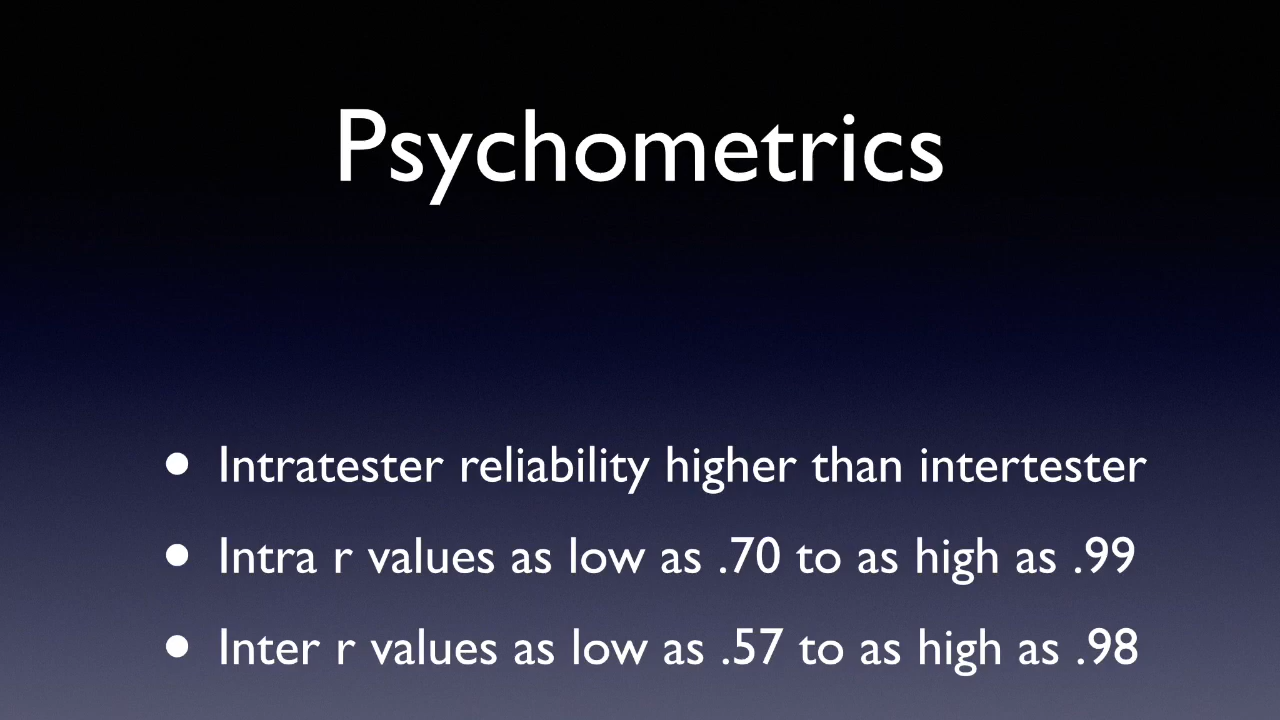 Psychometrics
• Intratester reliability higher than intertester
• Intra r values as low as .70 to as high as .99
• Inter r values as low as .57 to as high as .98